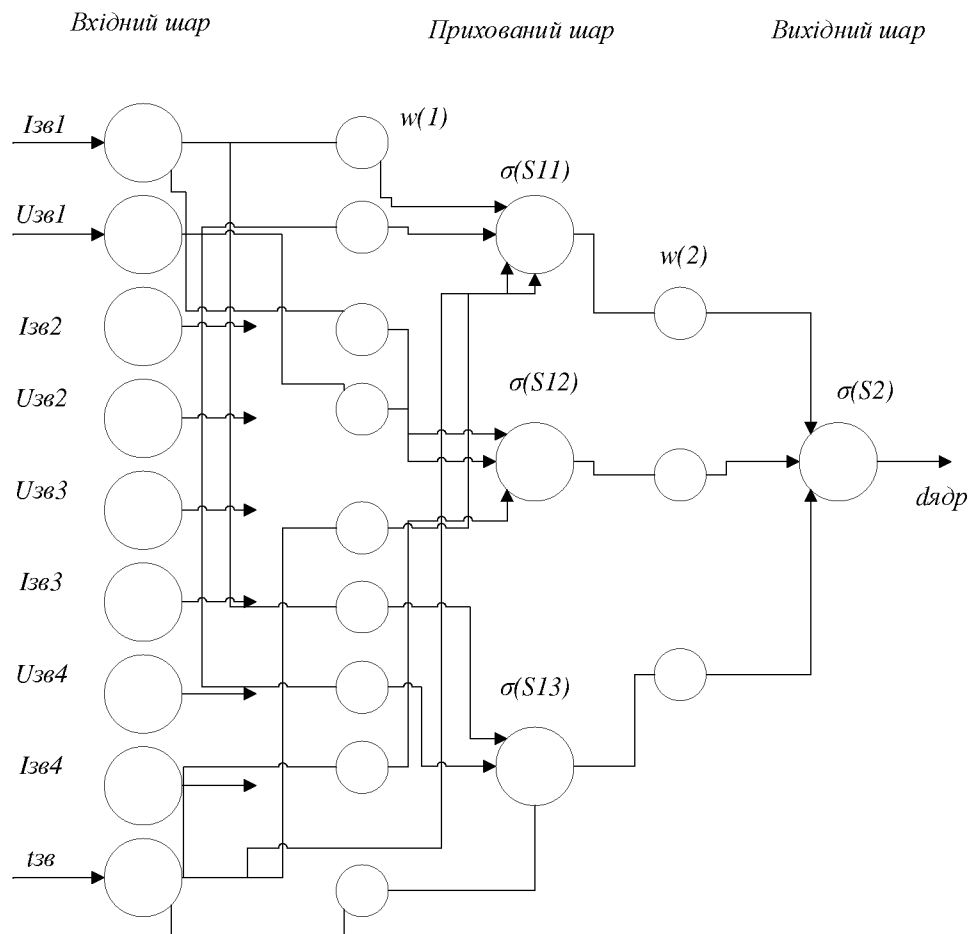 Вхідний шар
Прихований шар
Вихідний шар
Iзв1
w(1)
σ(S11)
Uзв1
w(2)
Iзв2
σ(S12)
Uзв2
σ(S2)
Uзв3
dядр
Iзв3
Uзв4
σ(S13)
Iзв4
tзв